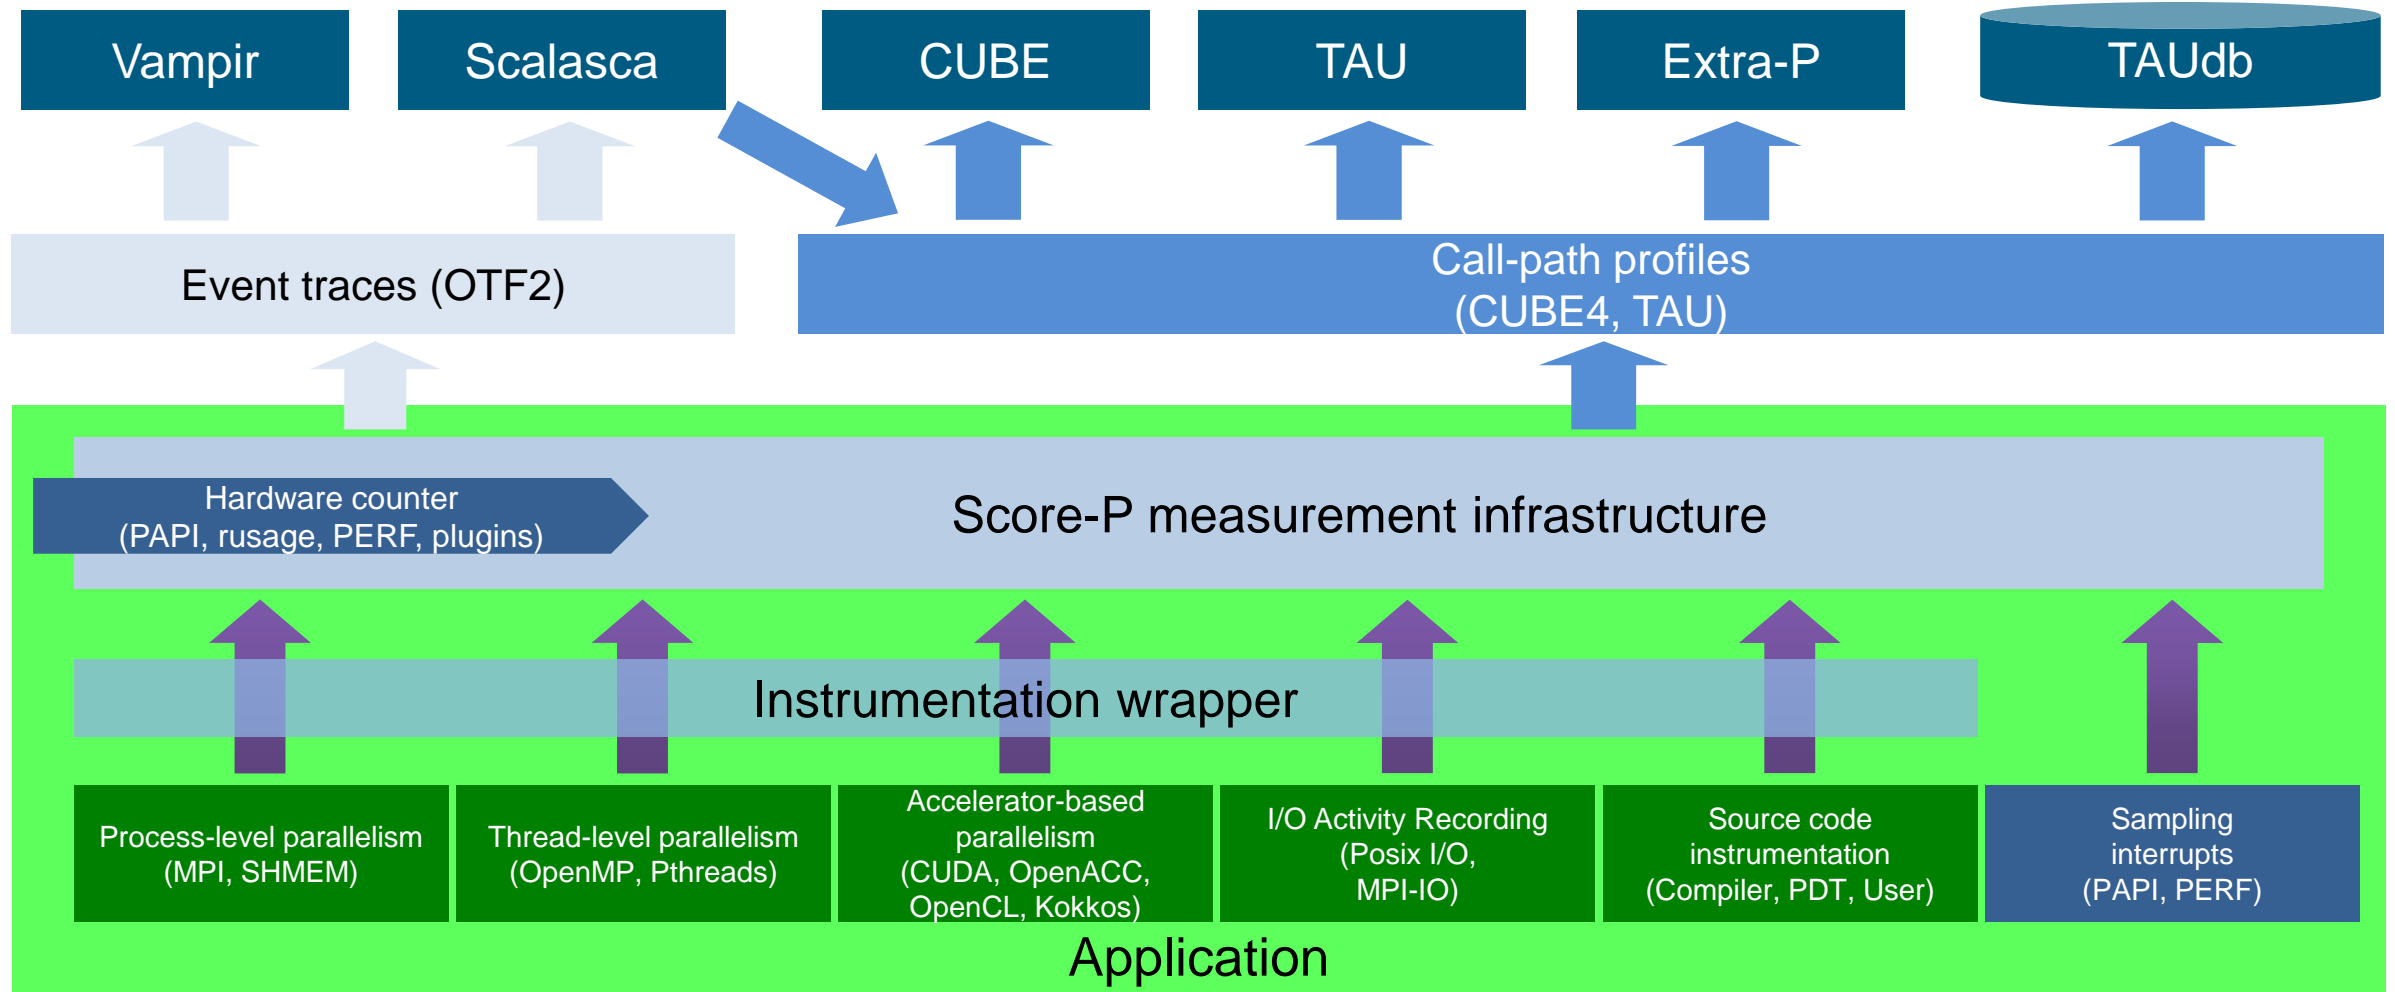 Vampir
Scalasca
CUBE
TAU
Extra-P
TAUdb
Event traces (OTF2)
Call-path profiles
(CUBE4, TAU)
Hardware counter
(PAPI, rusage, PERF, plugins)
Score-P measurement infrastructure
Instrumentation wrapper
Process-level parallelism
(MPI, SHMEM)
Thread-level parallelism
(OpenMP, Pthreads)
Accelerator-based
parallelism
(CUDA, OpenACC,
OpenCL, Kokkos)
I/O Activity Recording
(Posix I/O,
MPI-IO)
Source code
instrumentation
(Compiler, PDT, User)
Sampling
interrupts
(PAPI, PERF)
Application